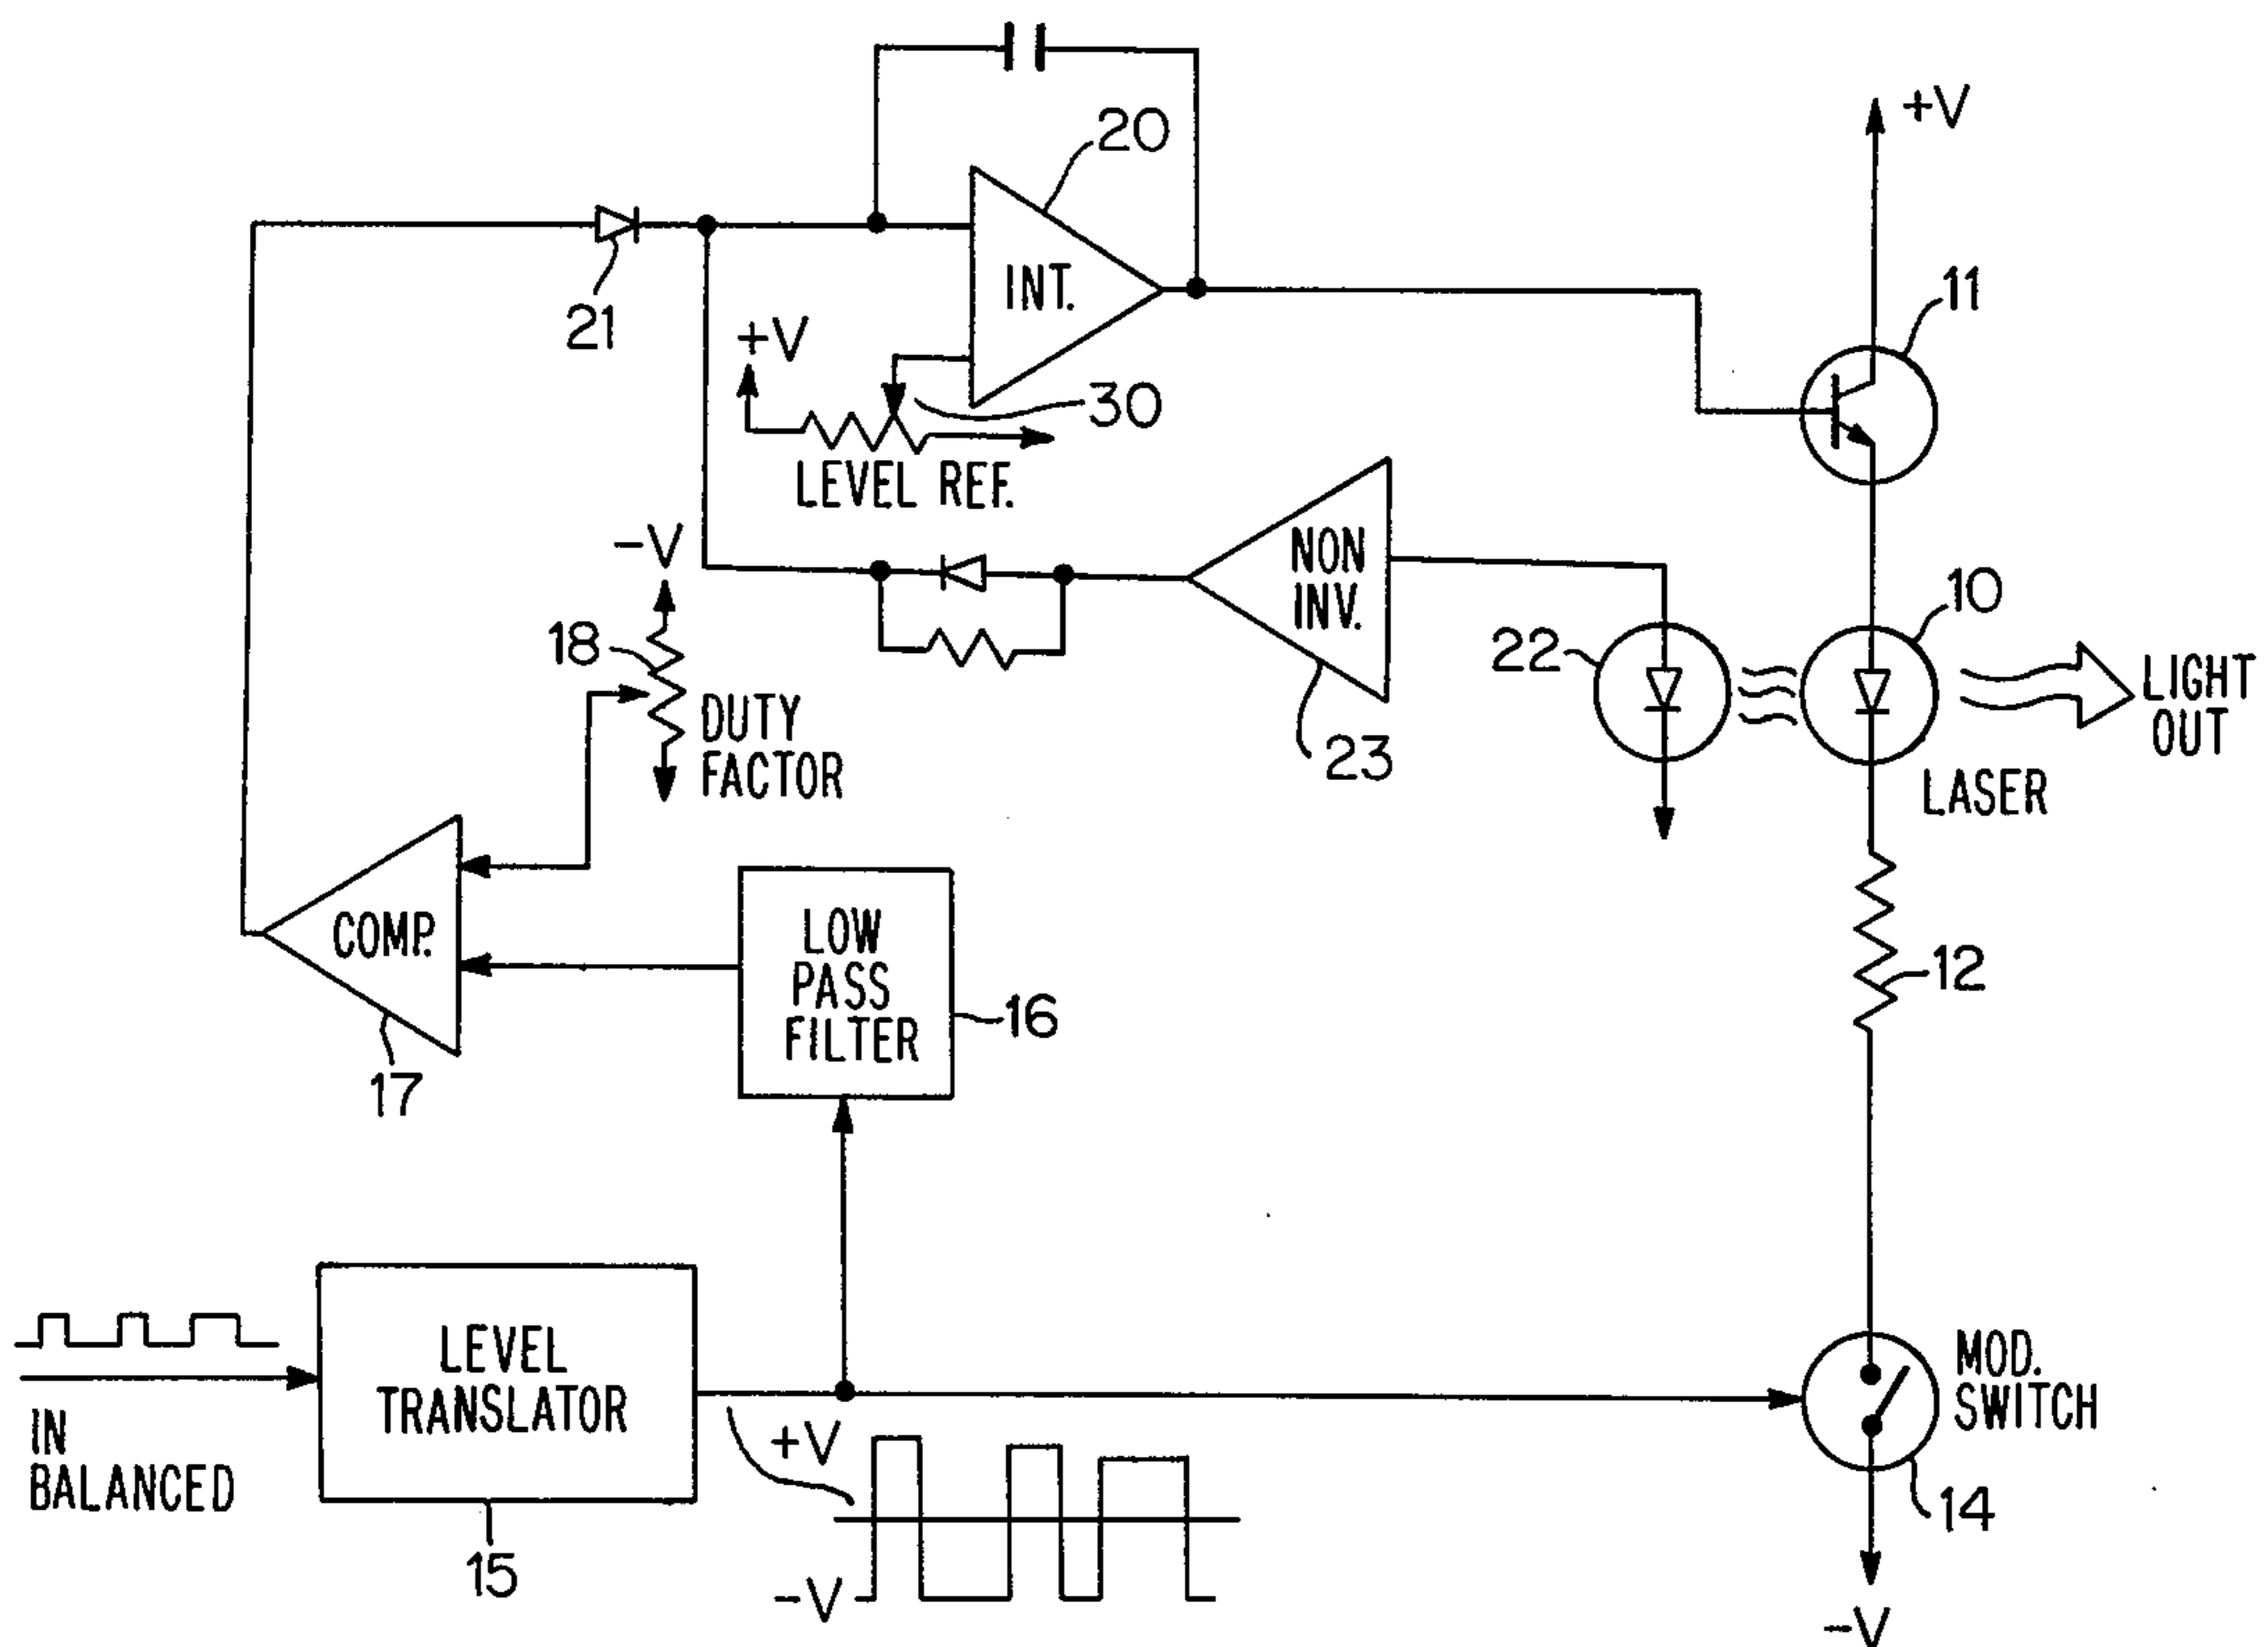 20
+V
INT.
11
21
+V
30
LEVEL REF.
-V
NON
INV.
10
18
22
LIGHT
OUT
DUTY
FACTOR
23
LASER
COMP.
LOW
PASS
FILTER
12
16
17
LEVEL
TRANSLATOR
MOD.
SWITCH
IN
BALANCED
+V
14
15
-V
-V